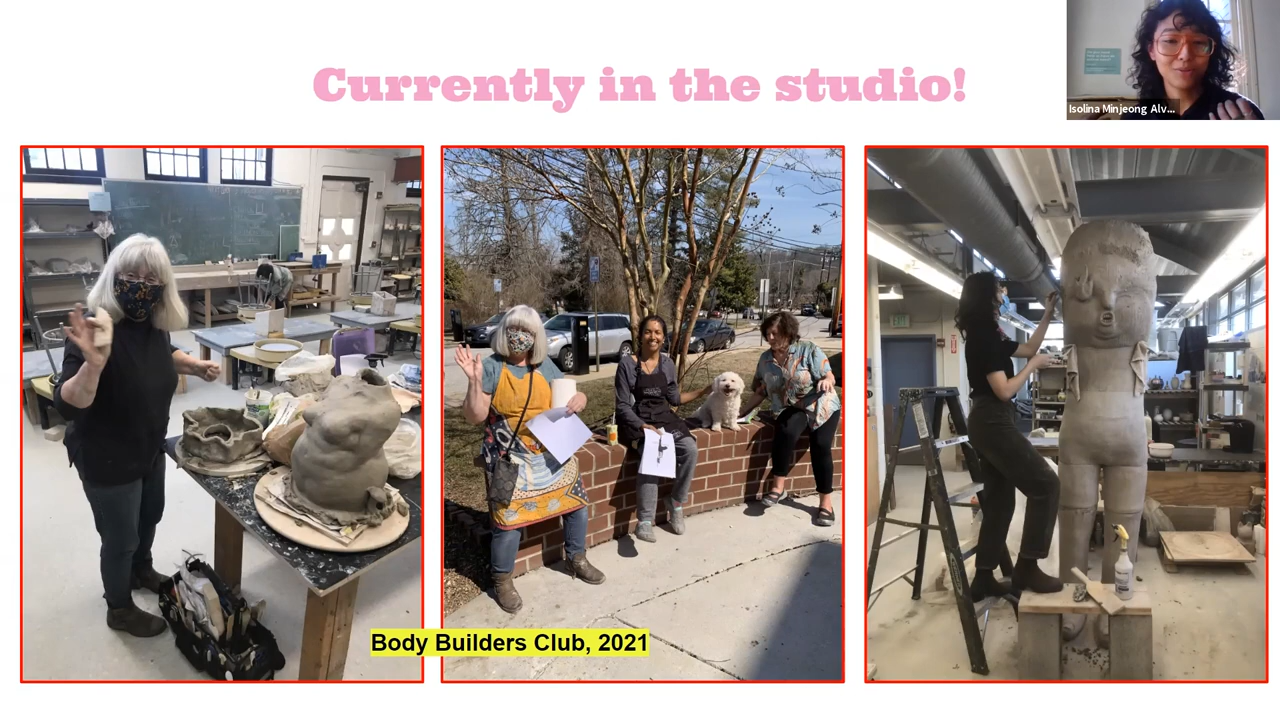 Currently in the studio!
Isolina Minjeong Alv...
Body Builders Club, 2021